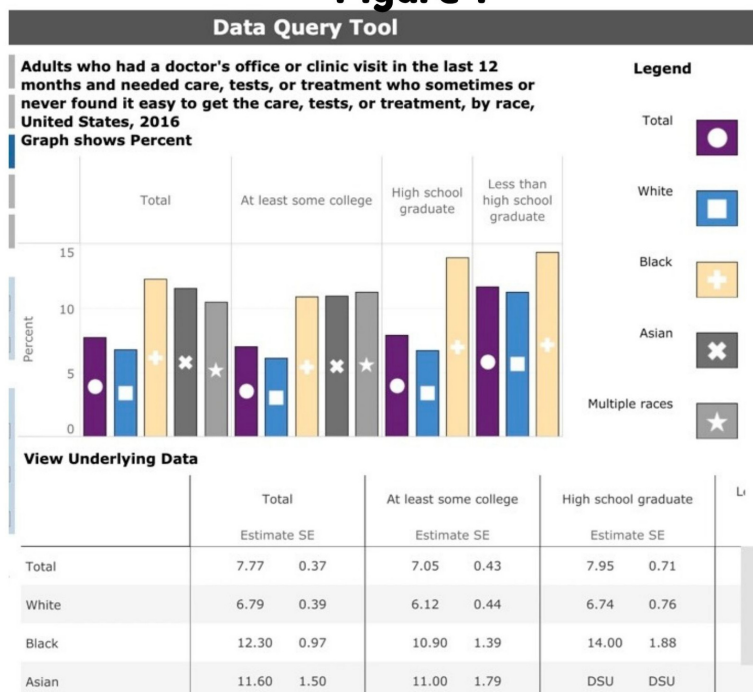 Figure 1
Data Query Tool
Adults who had a doctor's office or clinic visit in the last 12
months and needed care, tests, or treatment who sometimes or
never found it easy to get the care, tests, or treatment, by race,
United States, 2016
Graph shows Percent
Legend
Total
White
Black
Asian
Multiple races
Total
At least some college
High school
graduate
Less than
high school
graduate
Percent
15
10
5
0
View Underlying Data
Total At least some college High school graduate
Estimate SE Estimate SE Estimate SE
Total 7.77 0.37 7.05 0.43 7.95 0.71
White 6.79 0.39 6.12 0.44 6.74 0.76
Black 12.30 0.97 10.90 1.39 14.00 1.88
Asian 11.60 1.50 11.00 1.79 DSU DSU